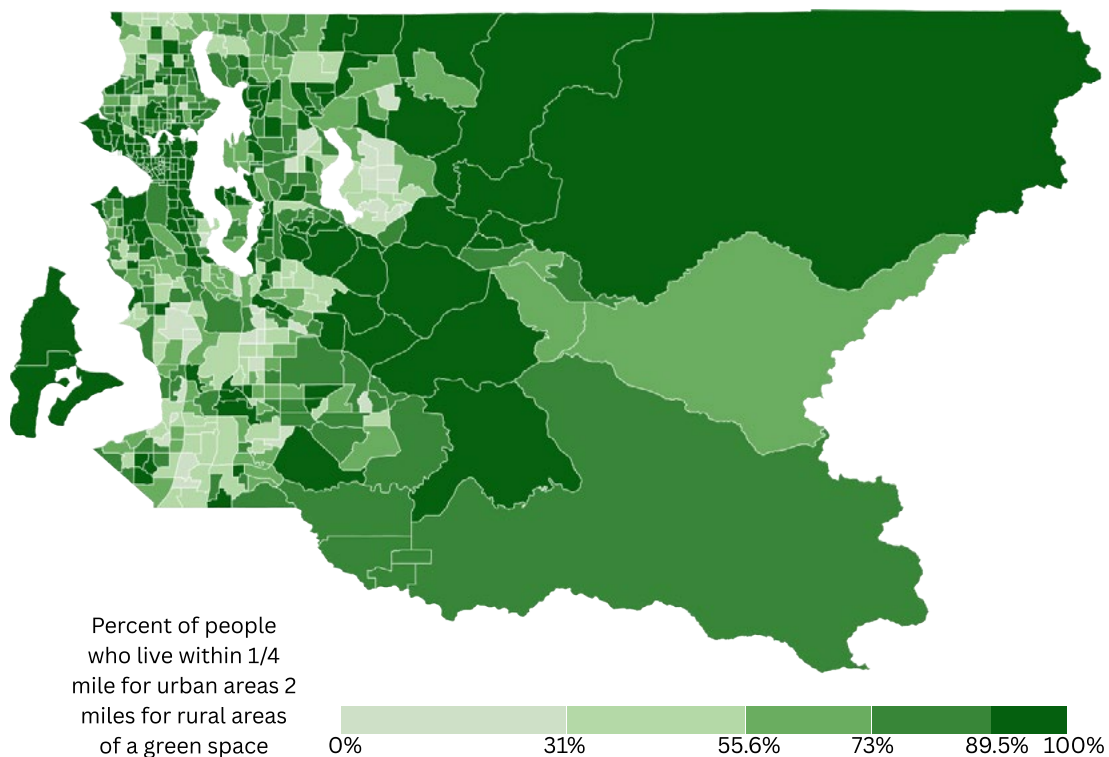 Percent of people
who live within 1/4
mile for urban areas 2
miles for rural areas
of a green space
0% 31% 55.6% 73% 89.5% 100%